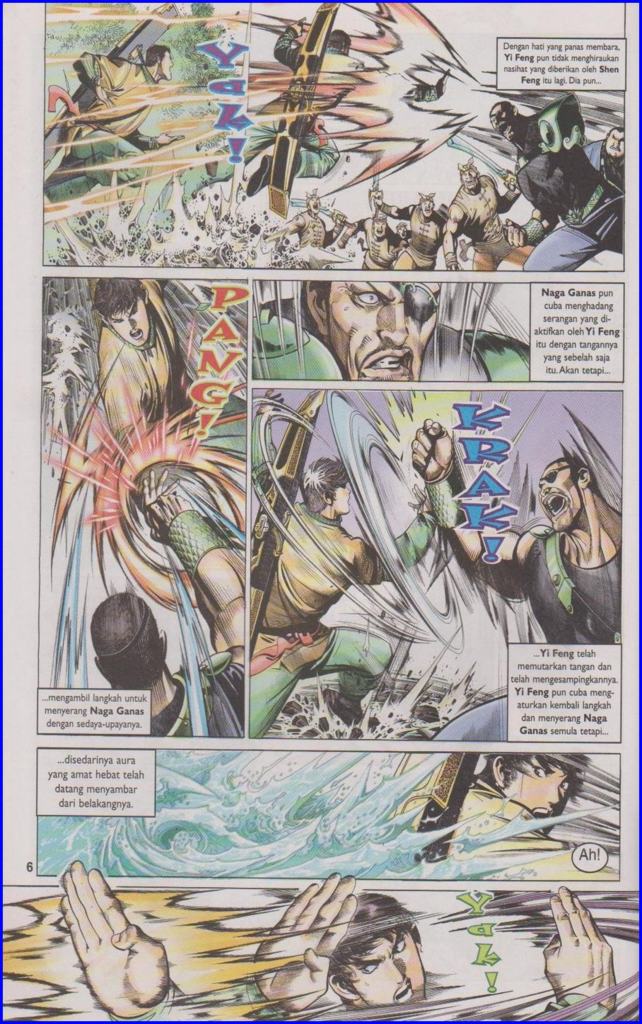 Dengan hati yang panas membara,
Yi Feng pun tidak menghiraukan
nasihat yang diberikan oleh Shen
Feng itu lagi. Dia pun...
Yak!
PANG!
Naga Ganas pun
cuba menghadang
serangan yang di-
aktifkan oleh Yi Feng
itu dengan tangannya
yang sebelah saja
itu. Akan tetapi...
...mengambil langkah untuk
menyerang Naga Ganas
dengan sedaya-upayanya.
KRAK!
...Yi Feng telah
memutarkan tangan dan
telah mengesampingkannya.
Yi Feng pun cuba meng-
aturkan kembali langkah
dan menyerang Naga
Ganas semula tetapi...
...disedarinya aura
yang amat hebat telah
datang menyambar
dari belakangnya.
Ah!
6
Yak!